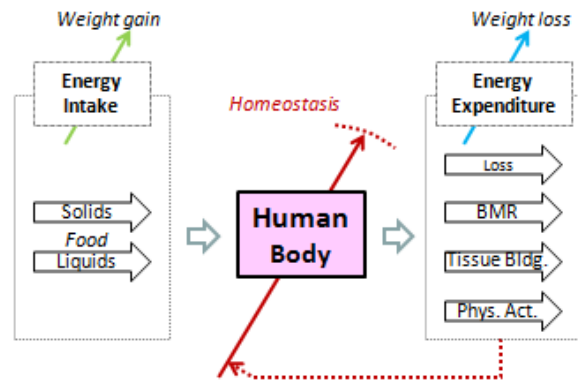 Weight gain
Energy
Intake
Solids
Food
Liquids
Homeostasis
Human
Body
Weight loss
Energy
Expenditure
Loss
BMR
Tissue Bldg.
Phys. Act.